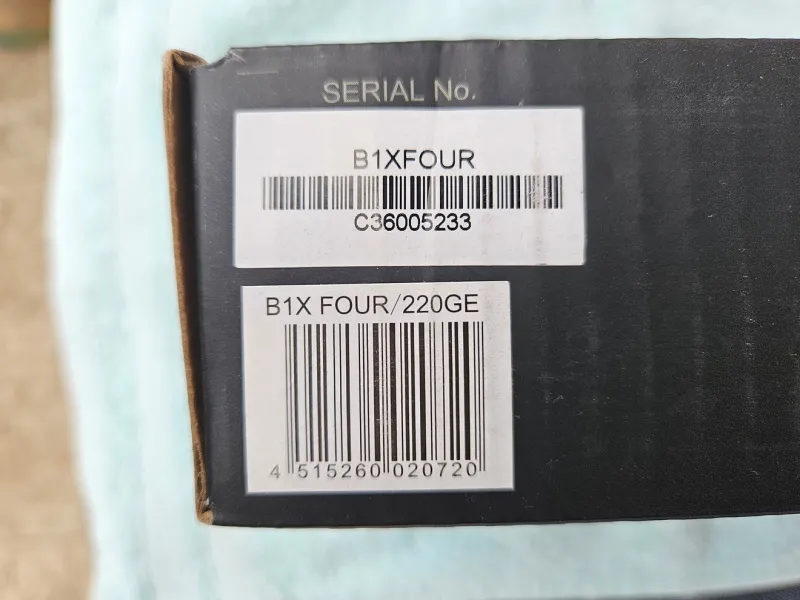 SERIAL No.
B1XFOUR
C36005233
B1X FOUR/220GE
4 515260 020720